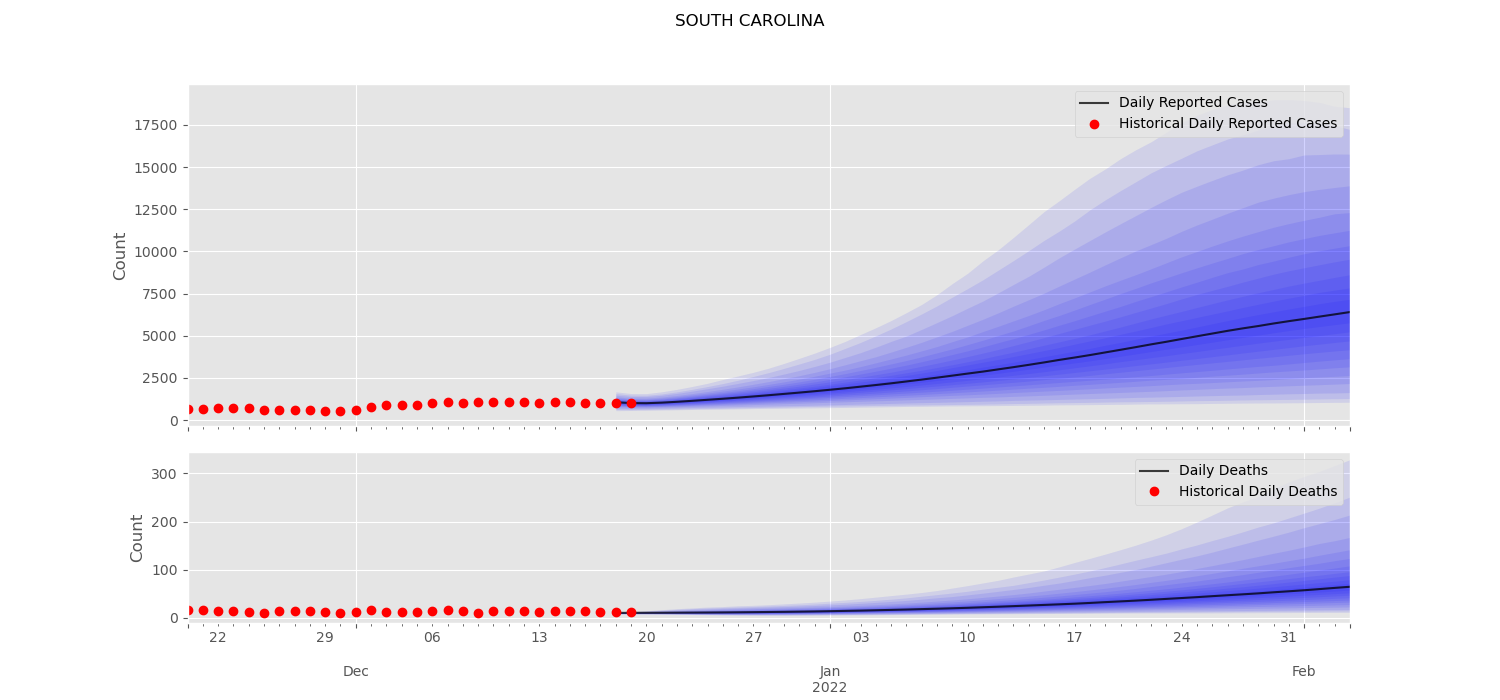 SOUTH CAROLINA
Daily Reported Cases
Historical Daily Reported Cases
17500
15000
12500
10000
7500
5000
2500
0
Count
Daily Deaths
Historical Daily Deaths
300
200
100
0
Count
22 29 06 13 20 27 03 10 17 24 31
Dec Jan Feb
2022